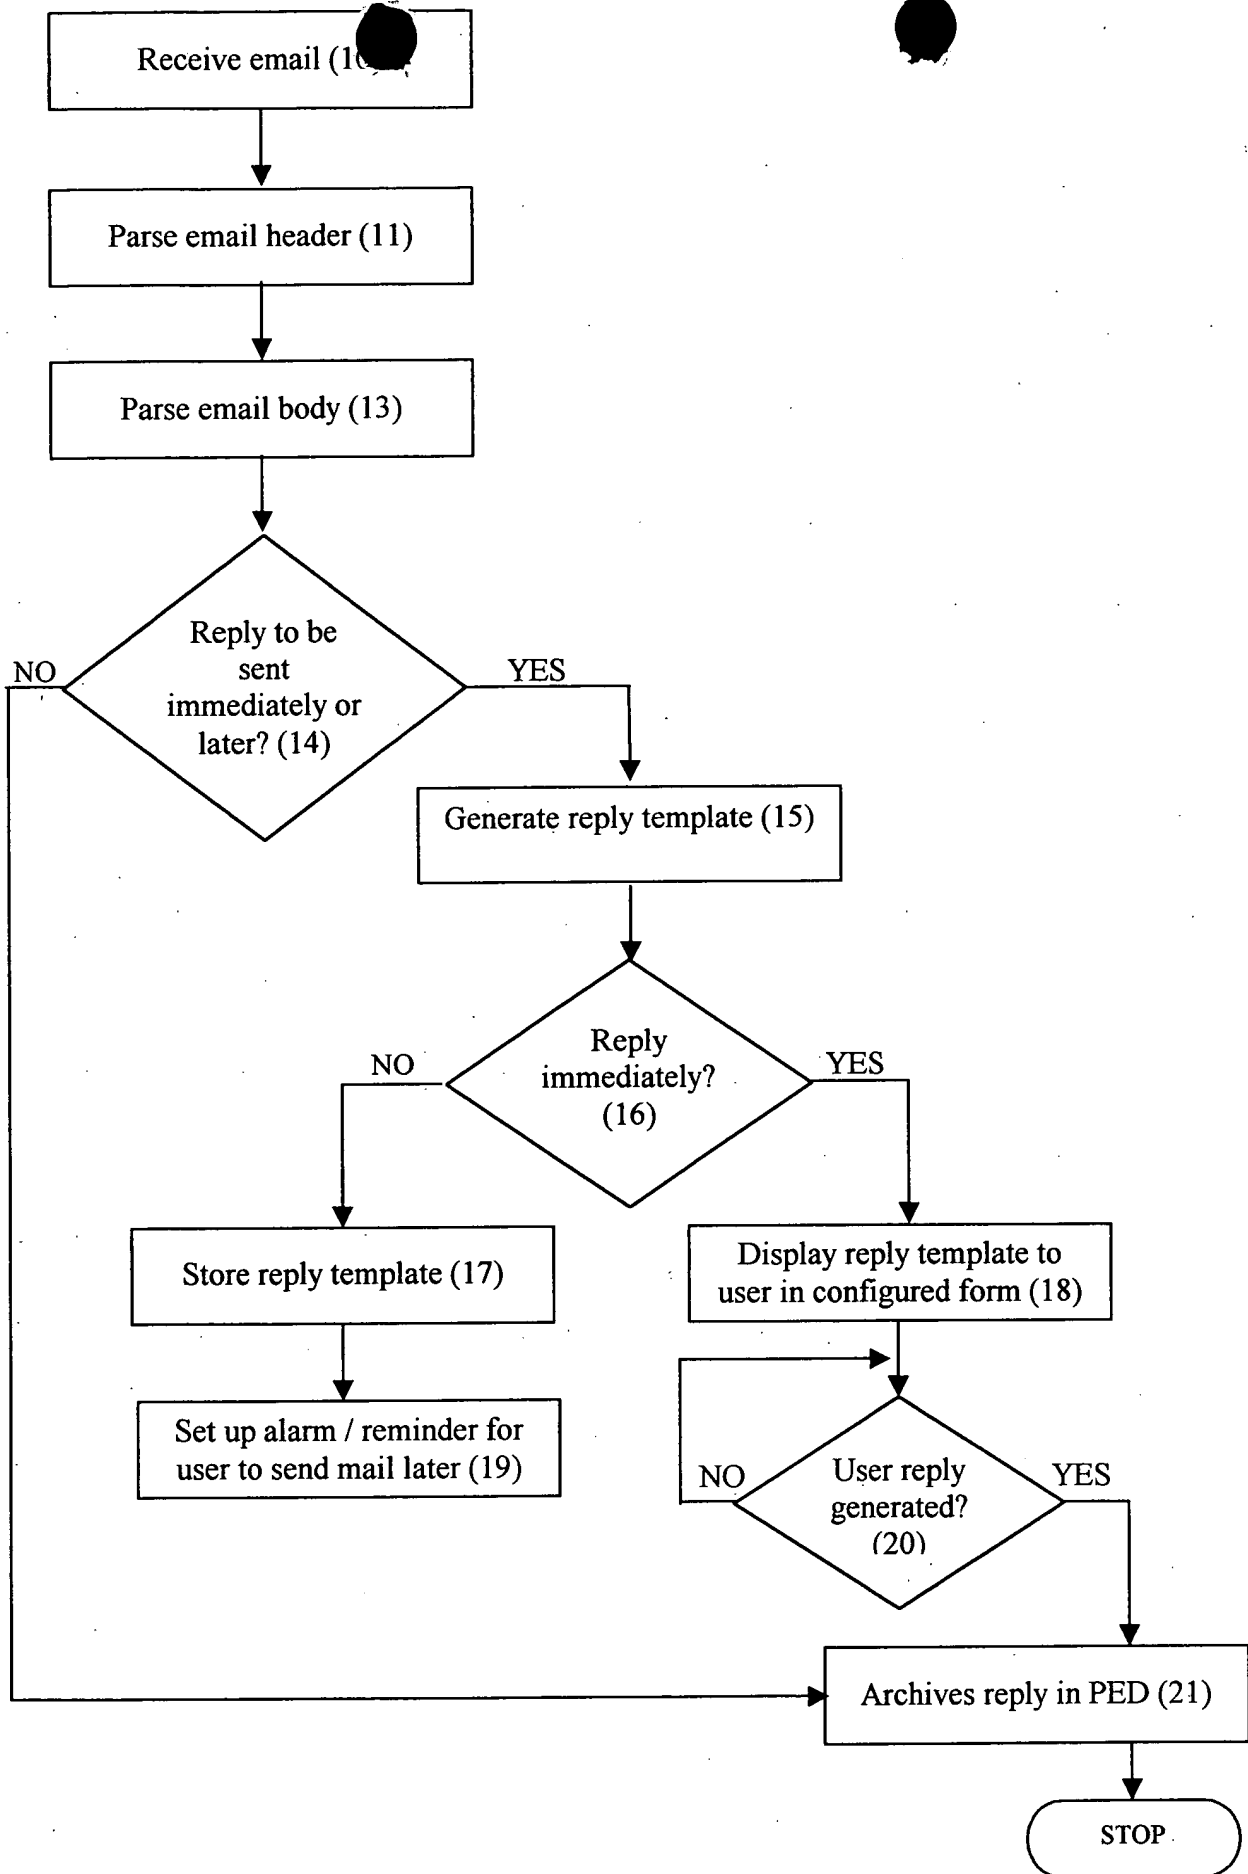 Receive email
Parse email header (11)
Parse email body (13)
Reply to be
sent
immediately or
later? (14)
NO
YES
Generate reply template (15)
Reply
immediately?
(16)
NO
YES
Store reply template (17)
Display reply template to
user in configured form (18)
Set up alarm / reminder for
user to send mail later (19)
User reply
generated?
(20)
NO
YES
Archives reply in PED (21)
STOP